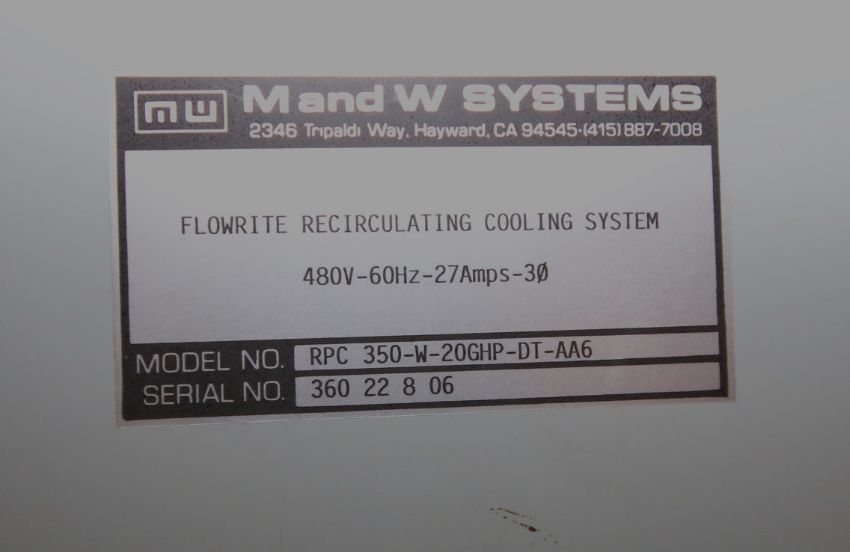 MW M and W SYSTEMS
2346 Tripaldi Way, Hayward, CA 94545·(415) 887-7008
FLOWRITE RECIRCULATING COOLING SYSTEM
480V-60Hz-27Amps-3Ø
MODEL NO. RPC 350-W-20GHP-DT-AA6
SERIAL NO. 360 22 8 06